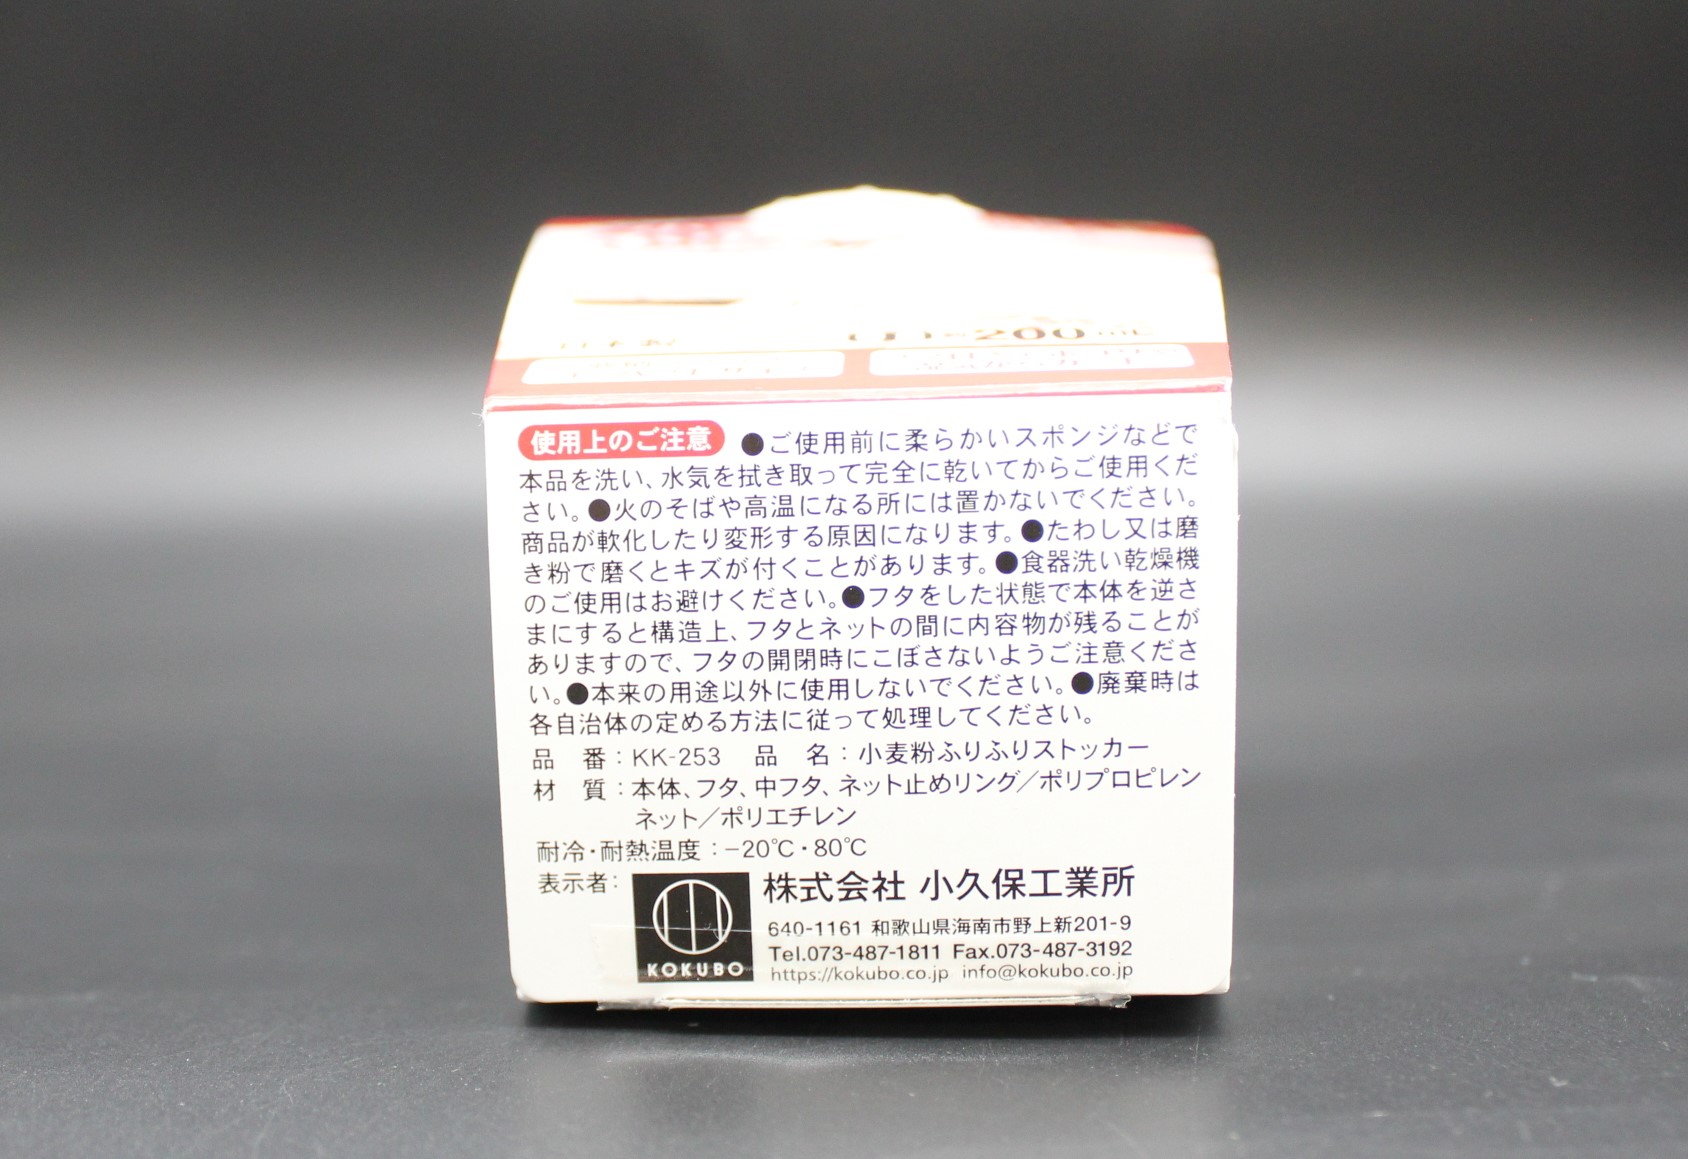 200
使用上のご注意 ●ご使用前に柔らかいスポンジなどで
本品を洗い、水気を拭き取って完全に乾いてからご使用くだ
さい。●火のそばや高温になる所には置かないでください。
商品が軟化したり変形する原因になります。●たわし又は磨
き粉で磨くとキズが付くことがあります。●食器洗い乾燥機
のご使用はお避けください。●フタをした状態で本体を逆さ
まにすると構造上、フタとネットの間に内容物が残ることが
ありますので、フタの開閉時にこぼさないようご注意くださ
い。●本来の用途以外に使用しないでください。●廃棄時は
各自治体の定める方法に従って処理してください。
品 番：KK-253 品 名：小麦粉ふりふりストッカー
材 質：本体、フタ、中フタ、ネット止めリング／ポリプロピレン
ネット／ポリエチレン
耐冷・耐熱温度：−20℃・80℃
表示者： 株式会社 小久保工業所
640-1161 和歌山県海南市野上新201-9
Tel.073-487-1811 Fax.073-487-3192
KOKUBO https://kokubo.co.jp info@kokubo.co.jp